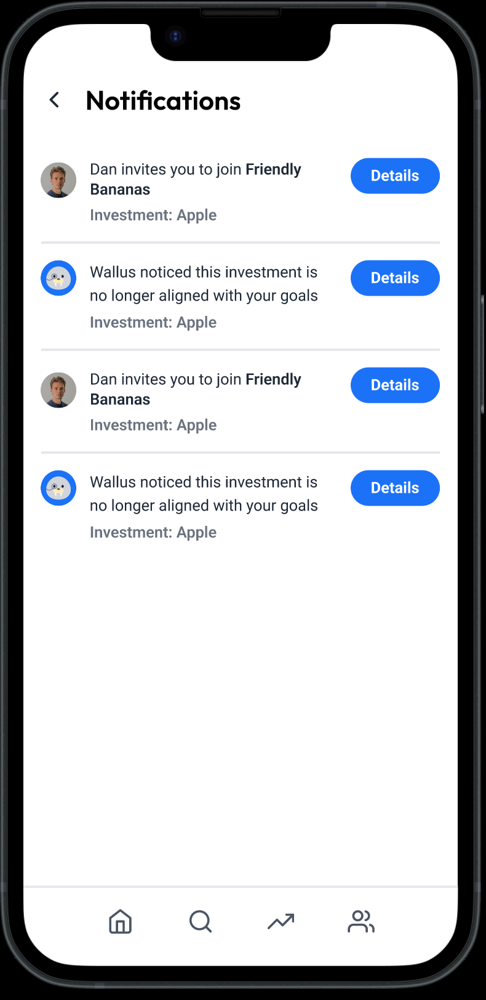 Notifications
Dan invites you to join Friendly
Bananas
Investment: Apple
Details
Wallus noticed this investment is
no longer aligned with your goals
Investment: Apple
Details
Dan invites you to join Friendly
Bananas
Investment: Apple
Details
Wallus noticed this investment is
no longer aligned with your goals
Investment: Apple
Details